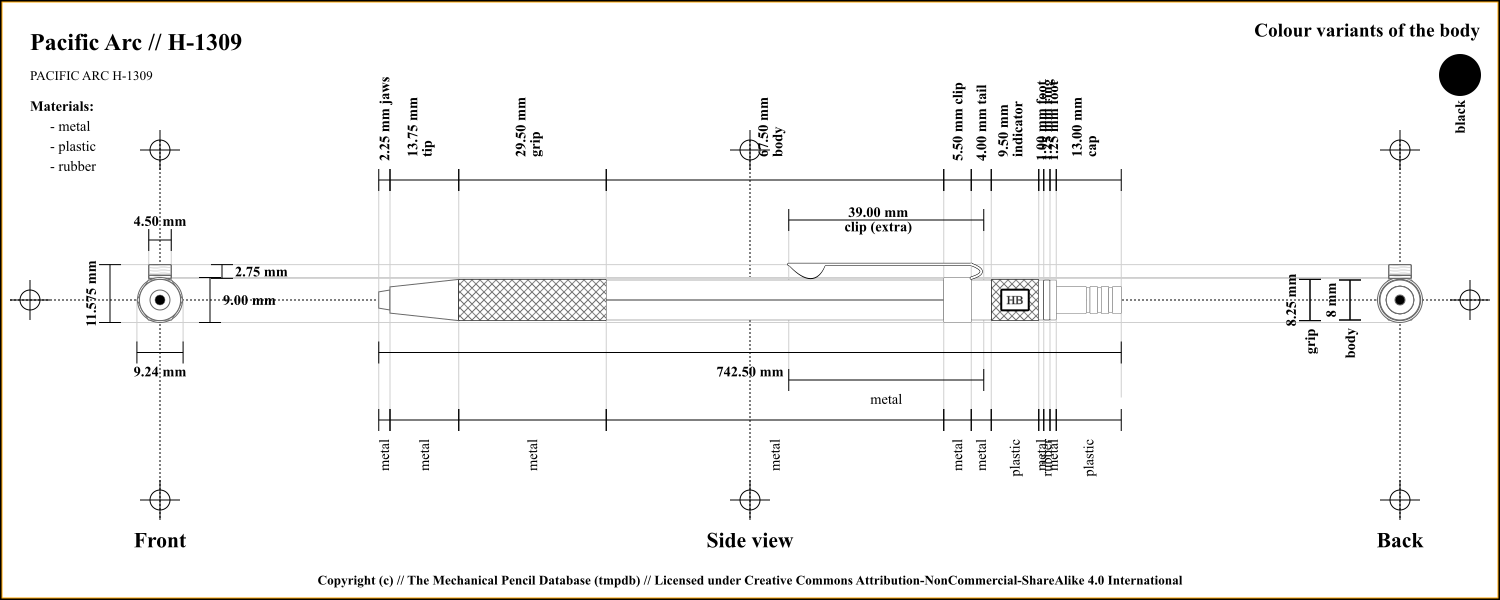 Pacific Arc // H-1309
PACIFIC ARC H-1309
Materials:
- metal
- plastic
- rubber
Colour variants of the body
black
2.25 mm jaws
13.75 mm
tip
29.50 mm
grip
67.50 mm
body
5.50 mm clip
4.00 mm tail
9.50 mm
indicator
1.00 mm foot
1.25 mm foot
13.00 mm
cap
39.00 mm
clip (extra)
4.50 mm
2.75 mm
11.575 mm
9.00 mm
9.24 mm
HB
8.25 mm
grip
8 mm
body
742.50 mm
metal
metal
metal
metal
metal
metal
metal
plastic
metal
rubber
metal
plastic
Front
Side view
Back
Copyright (c) // The Mechanical Pencil Database (tmpdb) // Licensed under Creative Commons Attribution-NonCommercial-ShareAlike 4.0 International